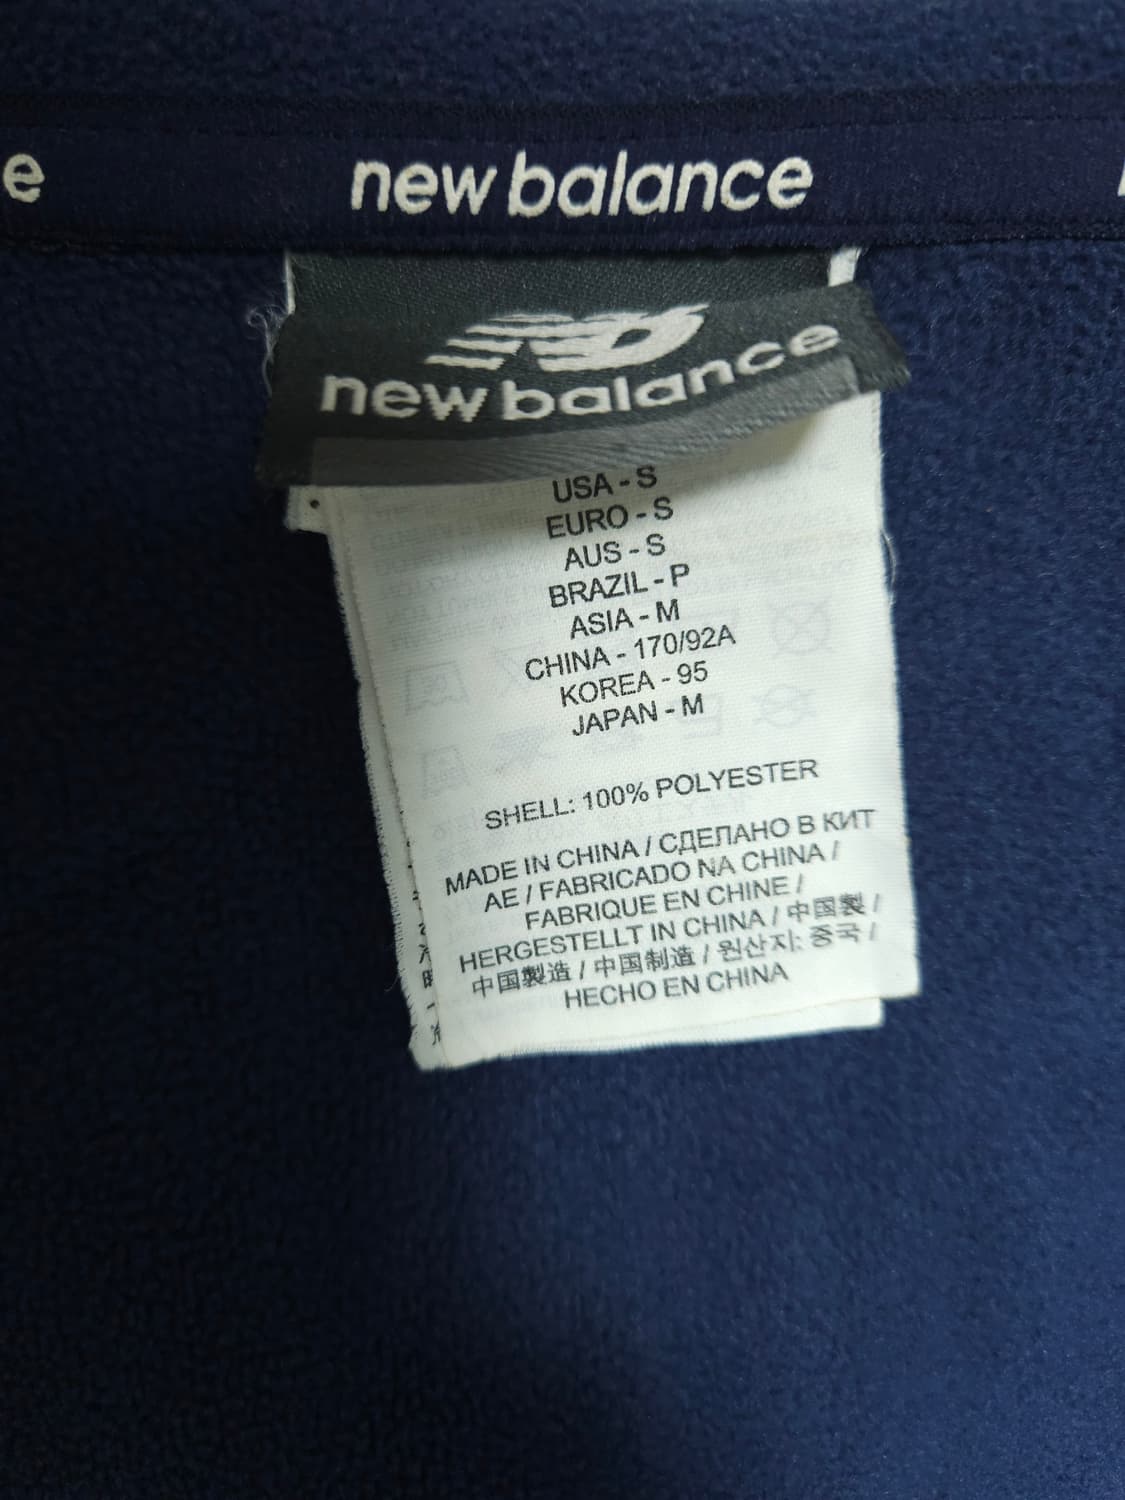 e new balance
new balance
USA - S
EURO - S
AUS - S
BRAZIL - P
ASIA - M
CHINA - 170/92A
KOREA - 95
JAPAN - M
SHELL: 100% POLYESTER
MADE IN CHINA / СДЕЛАНО В КИТ
АЕ / FABRICADO NA CHINA /
FABRIQUE EN CHINE /
HERGESTELLT IN CHINA / 中国製 /
中国製造 / 中国制造 / 원산지: 중국 /
HECHO EN CHINA